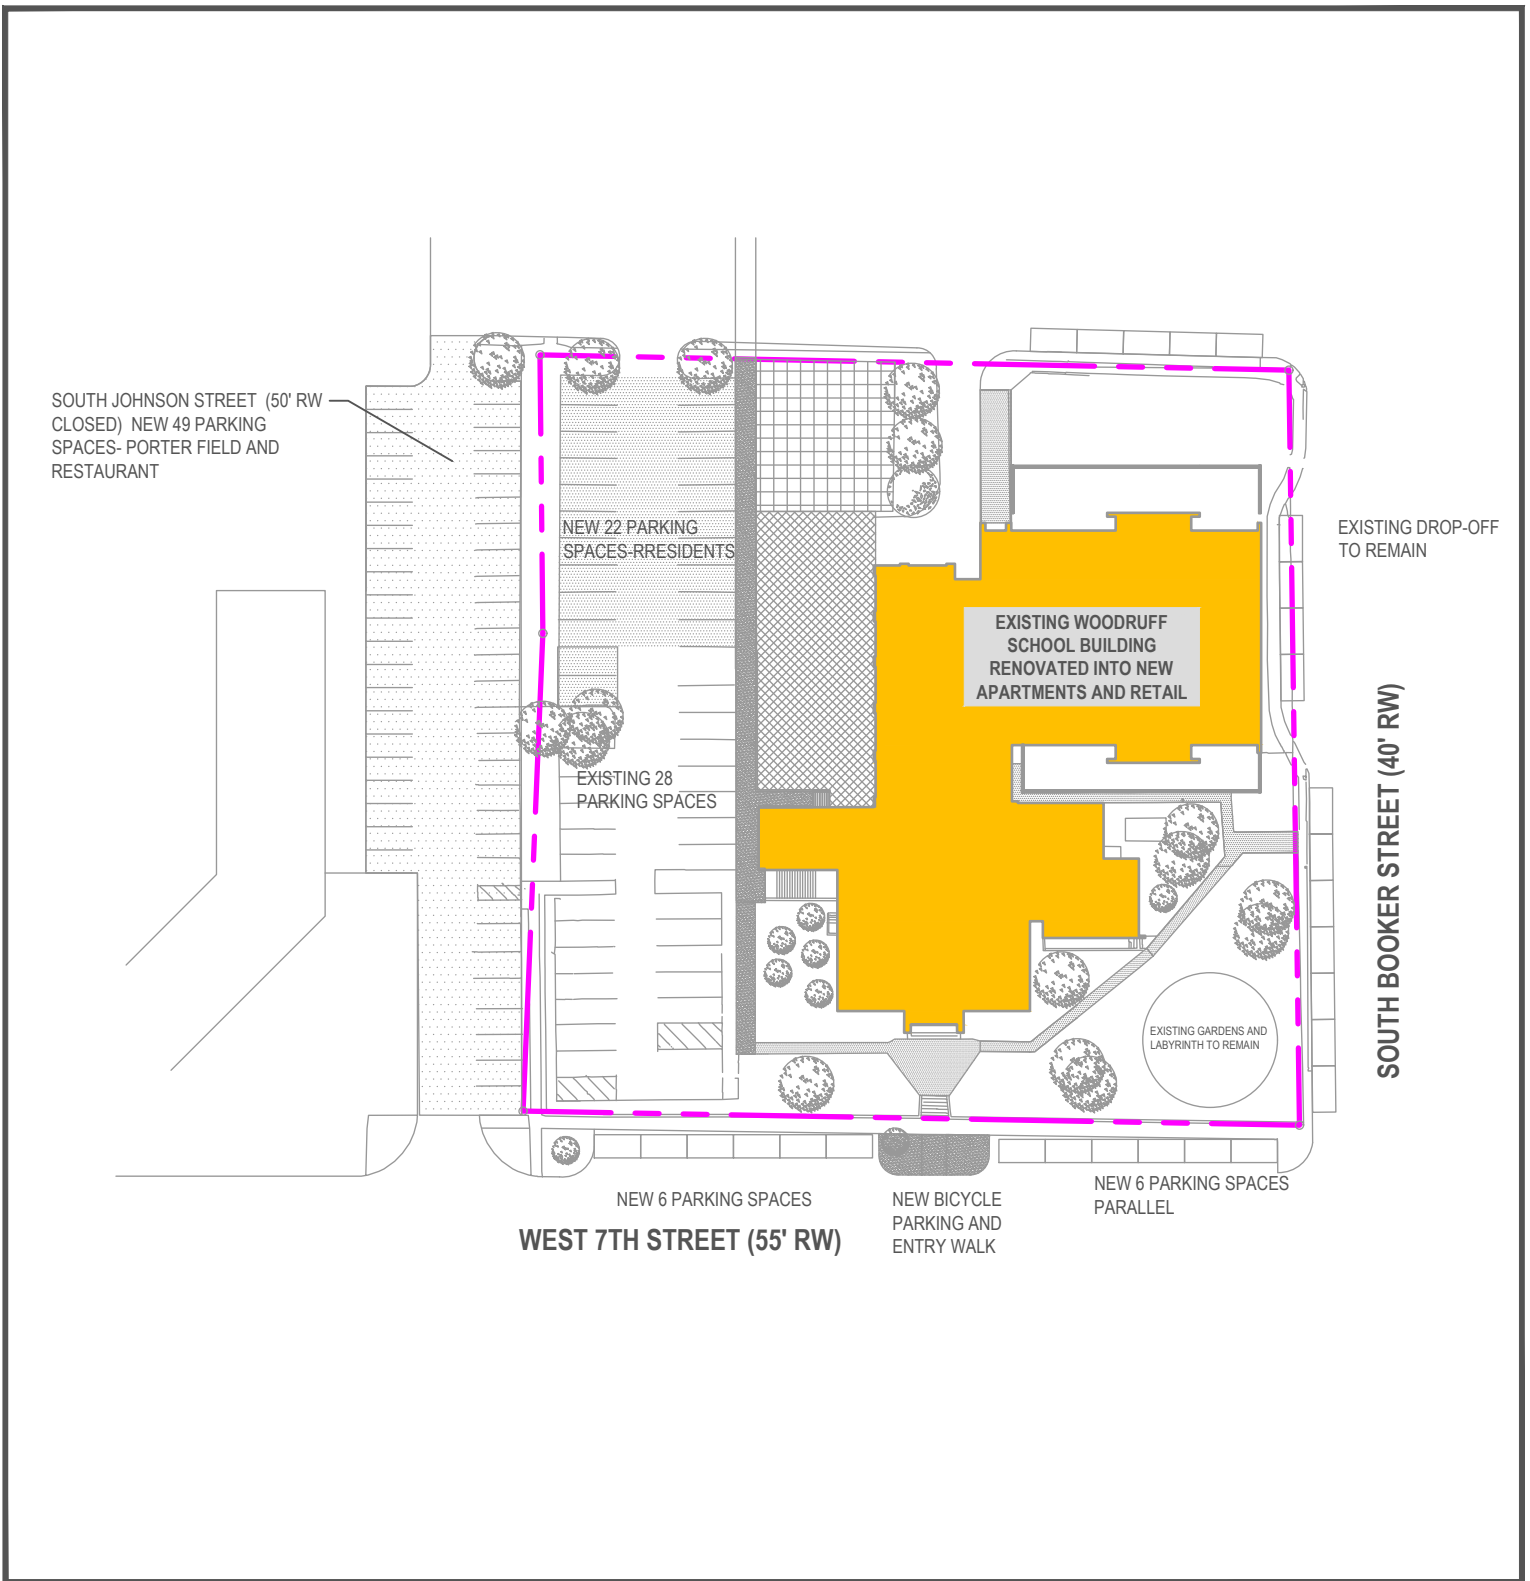 SOUTH JOHNSON STREET (50' RW
CLOSED) NEW 49 PARKING
SPACES- PORTER FIELD AND
RESTAURANT
NEW 22 PARKING
SPACES-RRESIDENTS
EXISTING DROP-OFF
TO REMAIN
EXISTING WOODRUFF
SCHOOL BUILDING
RENOVATED INTO NEW
APARTMENTS AND RETAIL
EXISTING 28
PARKING SPACES
SOUTH BOOKER STREET (40' RW)
EXISTING GARDENS AND
LABYRINTH TO REMAIN
NEW 6 PARKING SPACES
WEST 7TH STREET (55' RW)
NEW BICYCLE
PARKING AND
ENTRY WALK
NEW 6 PARKING SPACES
PARALLEL